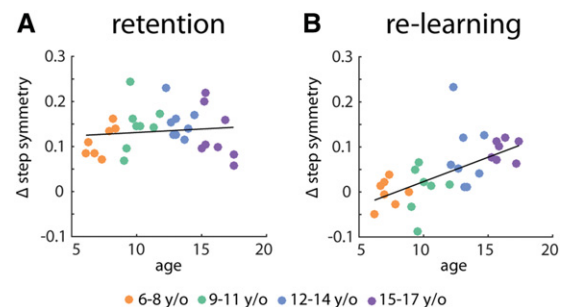 A retention
0.3
0.2
0.1
0
-0.1
Δ step symmetry
5 10 15 20
age
B re-learning
0.3
0.2
0.1
0
-0.1
Δ step symmetry
5 10 15 20
age
6-8 y/o 9-11 y/o 12-14 y/o 15-17 y/o